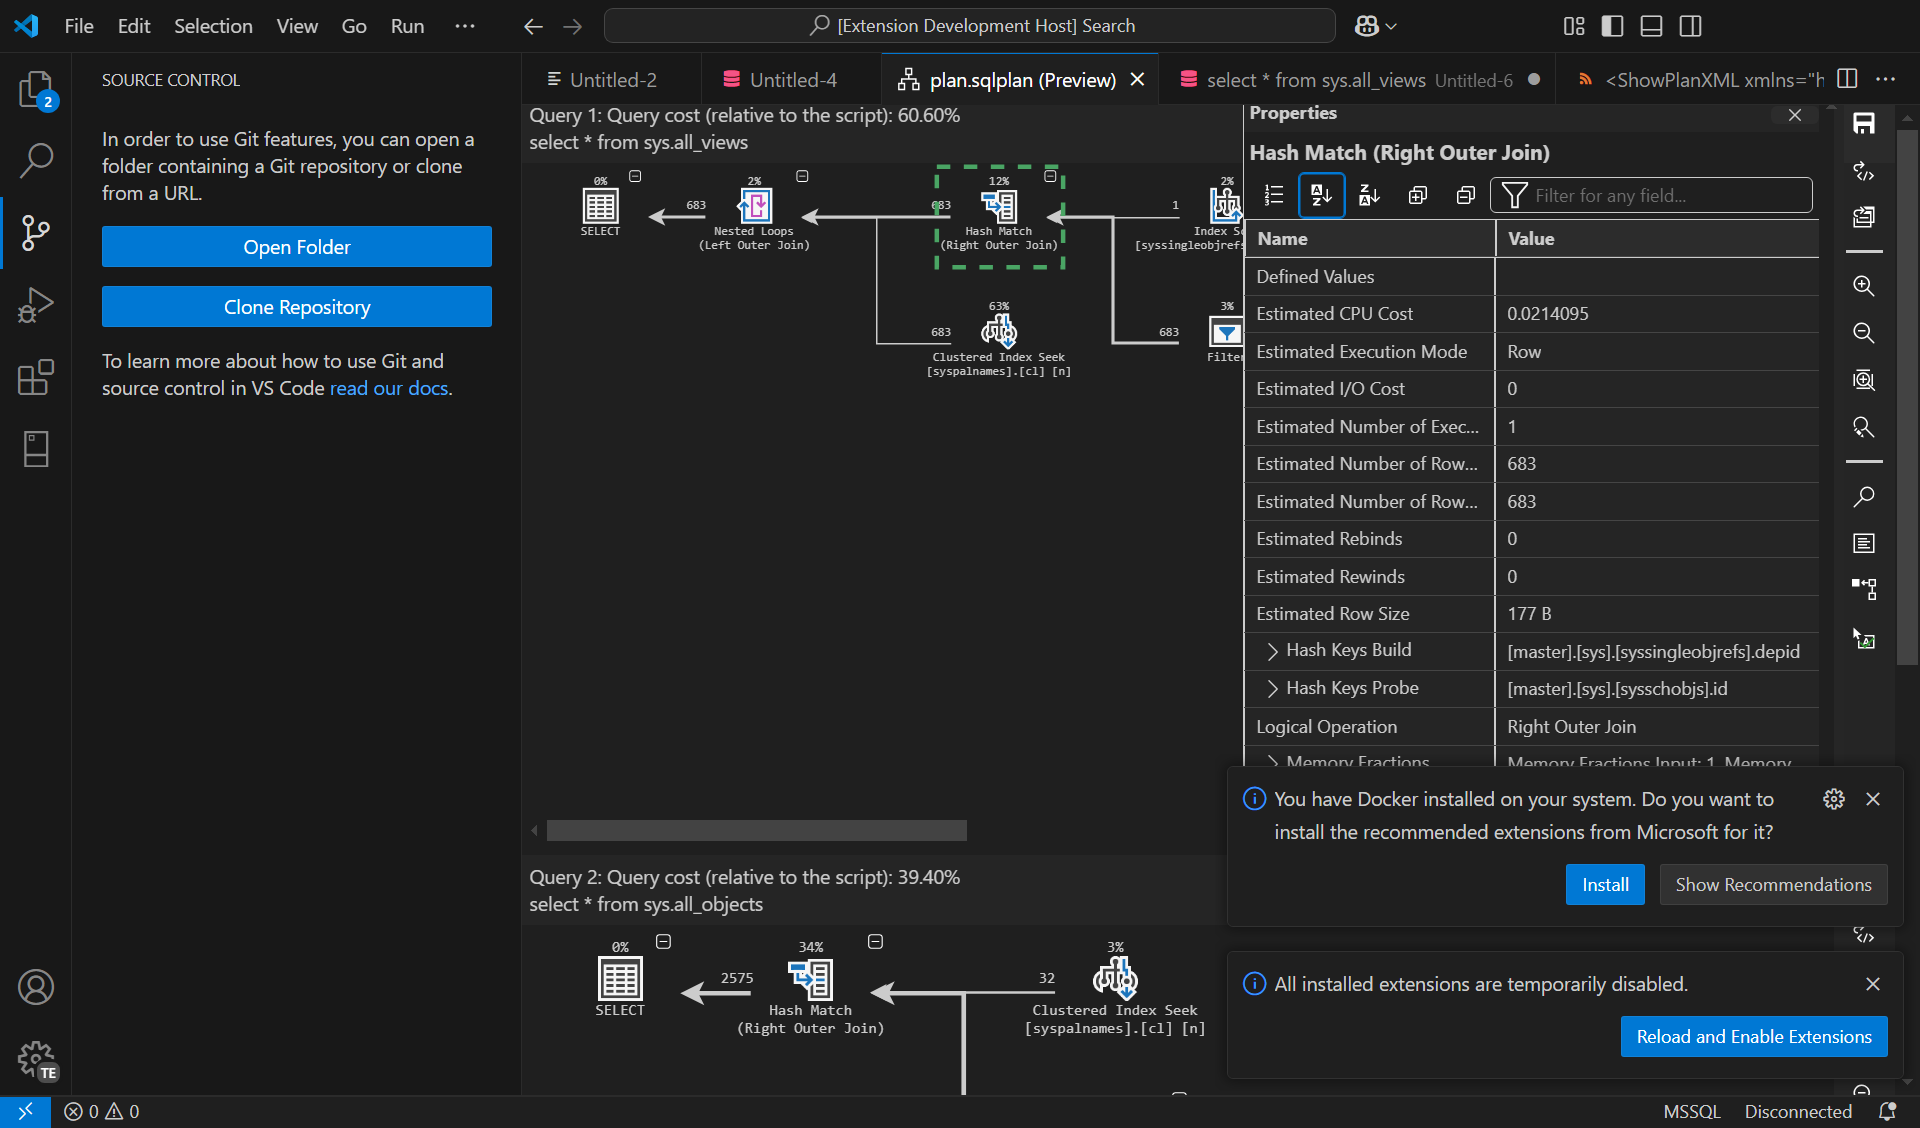 File Edit Selection View Go Run
[Extension Development Host] Search
2
SOURCE CONTROL
In order to use Git features, you can open a
folder containing a Git repository or clone
from a URL.
Open Folder
Clone Repository
To learn more about how to use Git and
source control in VS Code read our docs.
TE
Untitled-2
Untitled-4
plan.sqlplan (Preview)
select * from sys.all_views Untitled-6
<ShowPlanXML xmlns="h
Query 1: Query cost (relative to the script): 60.60%
select * from sys.all_views
0%
SELECT
683
2%
Nested Loops
(Left Outer Join)
683
12%
Hash Match
(Right Outer Join)
1
2%
Index S
[syssingleobjrefs
683
63%
Clustered Index Seek
[syspalnames].[cl] [n]
683
3%
Filter
Query 2: Query cost (relative to the script): 39.40%
select * from sys.all_objects
0%
SELECT
2575
34%
Hash Match
(Right Outer Join)
32
3%
Clustered Index Seek
[syspalnames].[cl] [n]
Properties
Hash Match (Right Outer Join)
Filter for any field...
Name Value
Defined Values
Estimated CPU Cost 0.0214095
Estimated Execution Mode Row
Estimated I/O Cost 0
Estimated Number of Exec... 1
Estimated Number of Row... 683
Estimated Number of Row... 683
Estimated Rebinds 0
Estimated Rewinds 0
Estimated Row Size 177 B
Hash Keys Build [master].[sys].[syssingleobjrefs].depid
Hash Keys Probe [master].[sys].[sysschobjs].id
Logical Operation Right Outer Join
Memory Fractions Memory Fractions Input: 1, Memory
You have Docker installed on your system. Do you want to
install the recommended extensions from Microsoft for it?
Install
Show Recommendations
All installed extensions are temporarily disabled.
Reload and Enable Extensions
0 0
MSSQL Disconnected